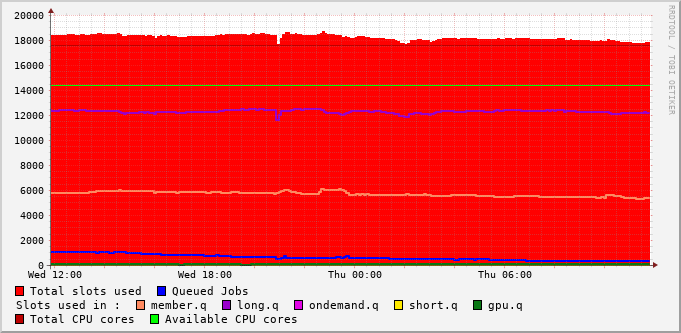 20000
18000
16000
14000
12000
10000
8000
6000
4000
2000
0
Wed 12:00 Wed 18:00 Thu 00:00 Thu 06:00
RRDTOOL / TOBI OETIKER
Total slots used Queued Jobs
Slots used in : member.q long.q ondemand.q short.q gpu.q
Total CPU cores Available CPU cores